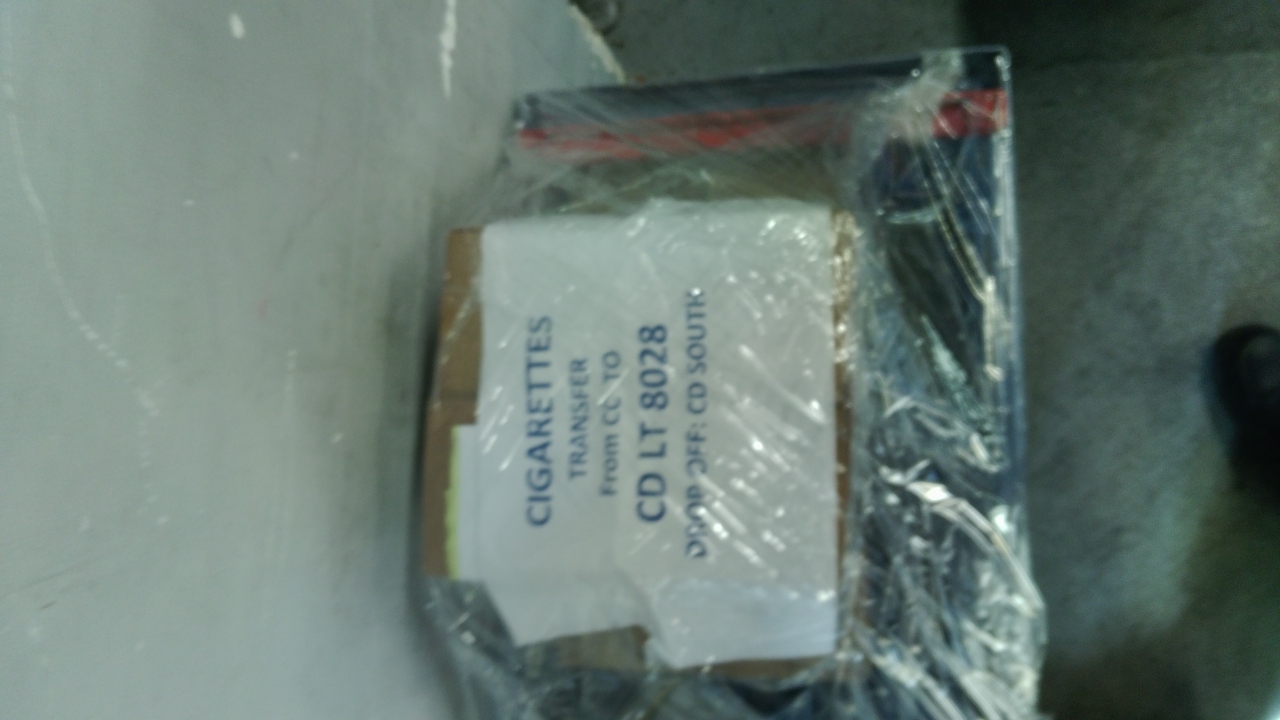 CIGARETTES
TRANSFER
From CC TO
CD LT 8028
DROP OFF: CD SOUTH